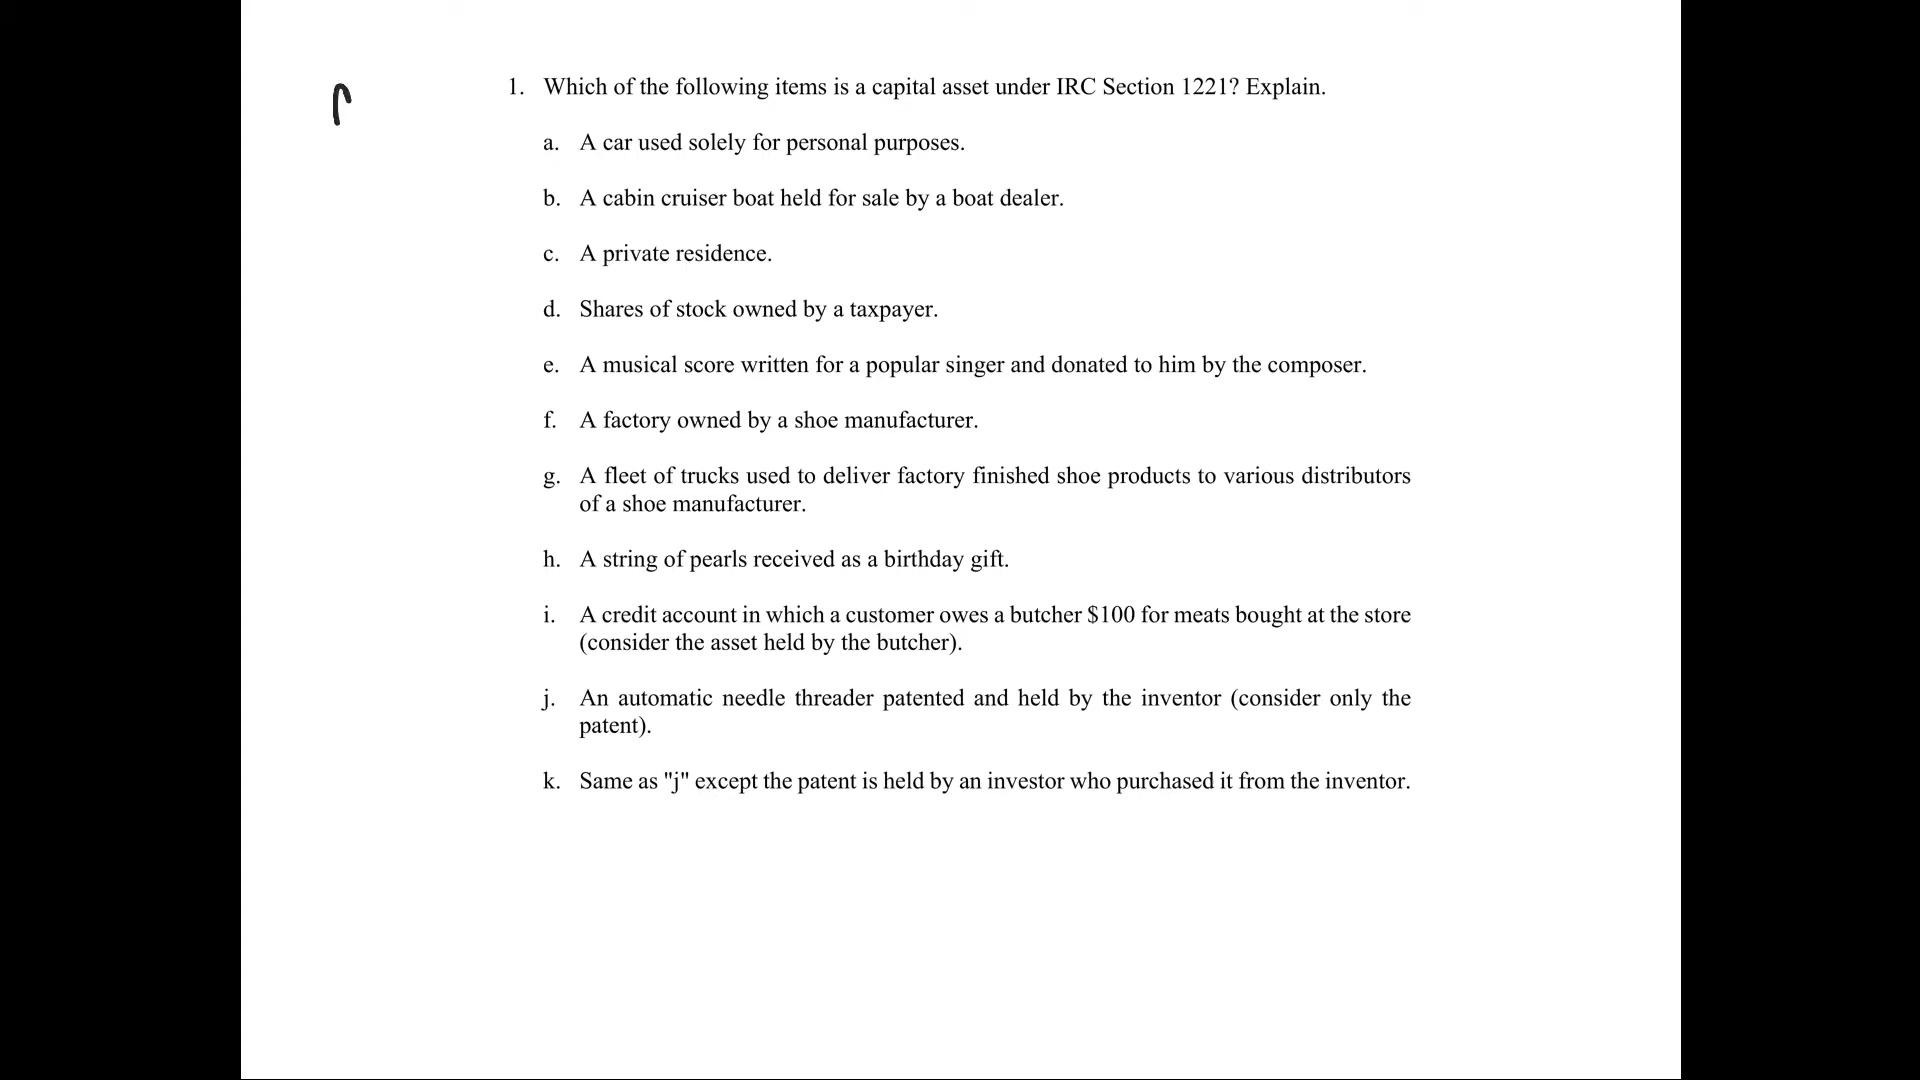 1. Which of the following items is a capital asset under IRC Section 1221? Explain.
a. A car used solely for personal purposes.
b. A cabin cruiser boat held for sale by a boat dealer.
c. A private residence.
d. Shares of stock owned by a taxpayer.
e. A musical score written for a popular singer and donated to him by the composer.
f. A factory owned by a shoe manufacturer.
g. A fleet of trucks used to deliver factory finished shoe products to various distributors
of a shoe manufacturer.
h. A string of pearls received as a birthday gift.
i. A credit account in which a customer owes a butcher $100 for meats bought at the store
(consider the asset held by the butcher).
j. An automatic needle threader patented and held by the inventor (consider only the
patent).
k. Same as "j" except the patent is held by an investor who purchased it from the inventor.